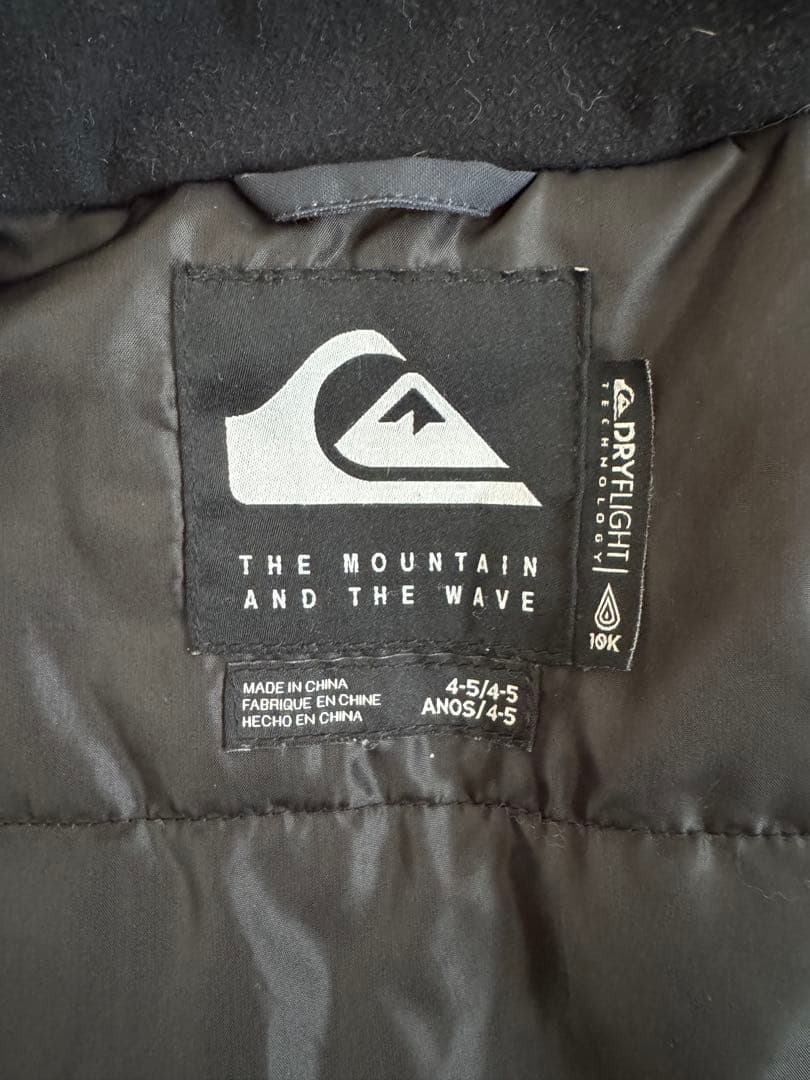 THE MOUNTAIN
AND THE WAVE
DRYFLIGHT
TECHNOLOGY
10K
MADE IN CHINA
FABRIQUE EN CHINE
HECHO EN CHINA
4-5/4-5
ANOS/4-5